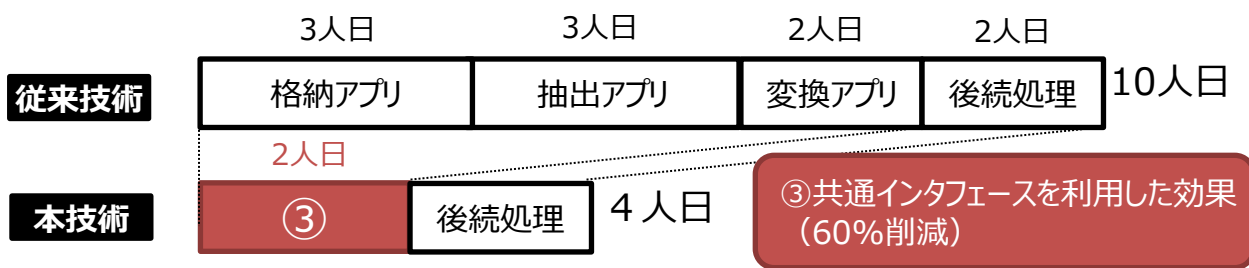 3人日
3人日
2人日
2人日
従来技術
格納アプリ
抽出アプリ
変換アプリ
後続処理
10人日
2人日
本技術
③
後続処理
4人日
③共通インタフェースを利用した効果
(60%削減)